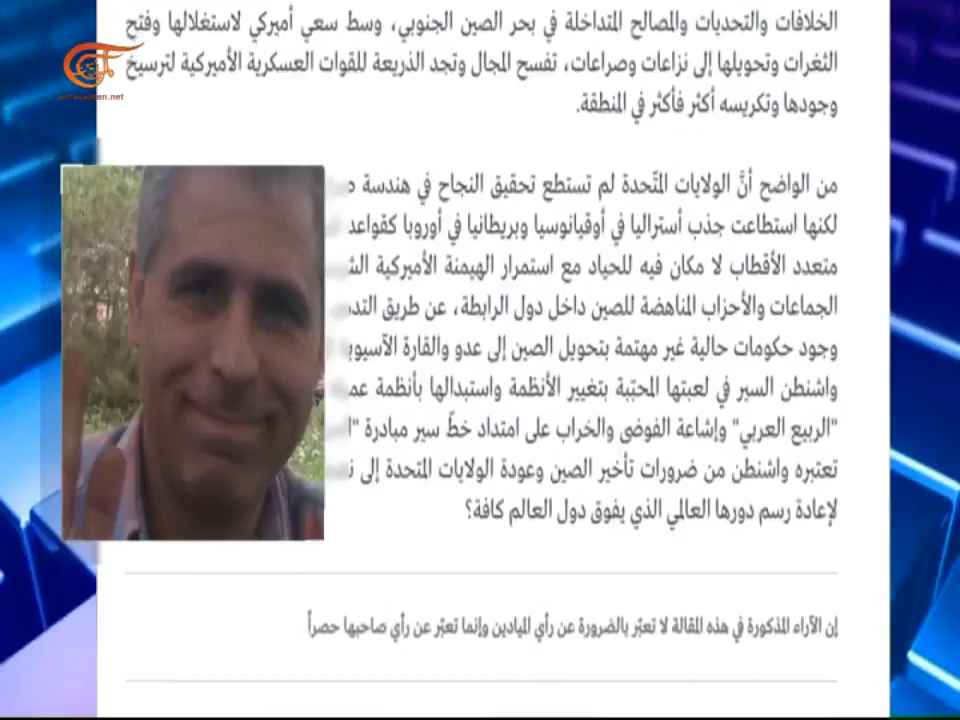 الخلافات والتحديات والمصالح المتداخلة في بحر الصين الجنوبي، وسط سعي أميركي لاستغلالها وفتح
الثغرات وتحويلها إلى نزاعات وصراعات، تفسح المجال وتجد الذريعة للقوات العسكرية الأميركية لترسيخ
وجودها وتكريسه أكثر فأكثر في المنطقة.
من الواضح أنَّ الولايات المتّحدة لم تستطع تحقيق النجاح في هندسة
لكنها استطاعت جذب أستراليا في أوقيانوسيا وبريطانيا في أوروبا كقواعد
متعدد الأقطاب لا مكان فيه للحياد مع استمرار الهيمنة الأميركية
الجماعات والأحزاب المناهضة للصين داخل دول الرابطة، عن طريق
وجود حكومات حالية غير مهتمة بتحويل الصين إلى عدو والقارة
واشنطن السير في لعبتها المحبّبة بتغيير الأنظمة واستبدالها بأنظمة
"الربيع العربي" وإشاعة الفوضى والخراب على امتداد خطّ سير مبادرة
تعتبره واشنطن من ضرورات تأخير الصين وعودة الولايات المتحدة إلى
لإعادة رسم دورها العالمي الذي يفوق دول العالم كافة؟
إن الآراء المذكورة في هذه المقالة لا تعبّر بالضرورة عن رأي الميادين وإنما تعبّر عن رأي صاحبها حصراً